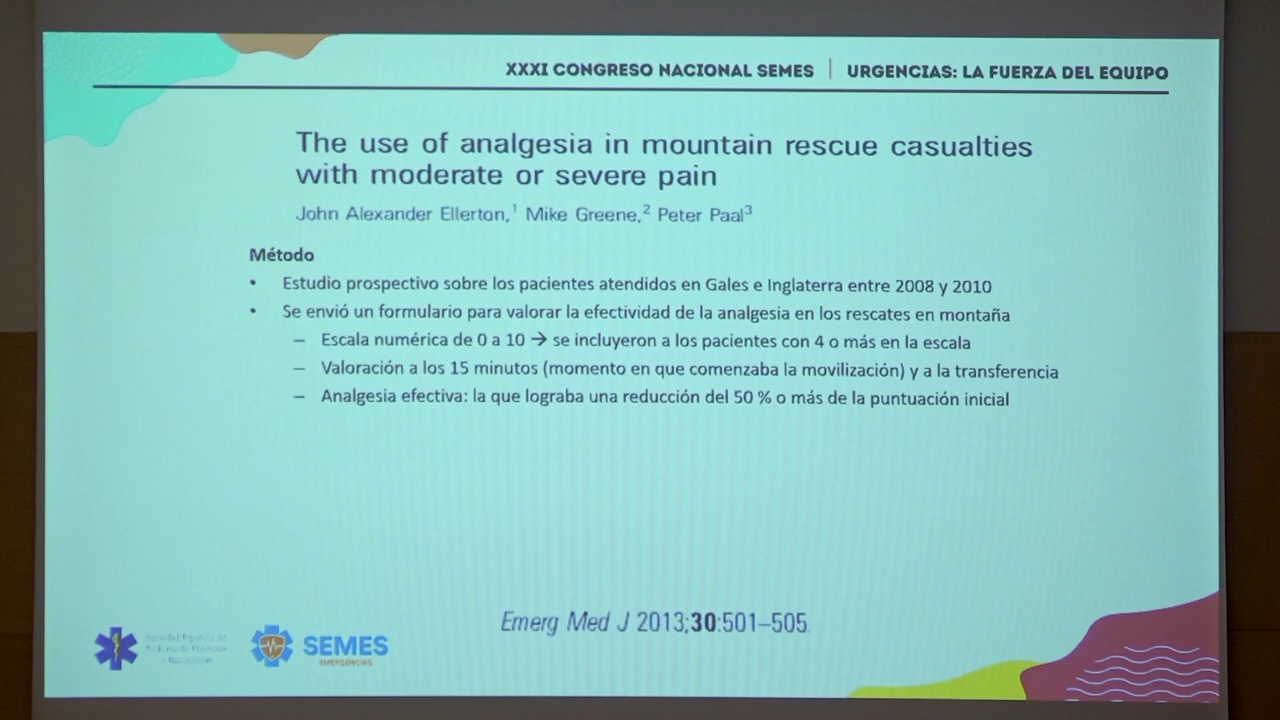 XXXI CONGRESO NACIONAL SEMES | URGENCIAS: LA FUERZA DEL EQUIPO
The use of analgesia in mountain rescue casualties
with moderate or severe pain
John Alexander Ellerton,¹ Mike Greene,² Peter Paal³
Método
• Estudio prospectivo sobre los pacientes atendidos en Gales e Inglaterra entre 2008 y 2010
• Se envió un formulario para valorar la efectividad de la analgesia en los rescates en montaña
– Escala numérica de 0 a 10 → se incluyeron a los pacientes con 4 o más en la escala
– Valoración a los 15 minutos (momento en que comenzaba la movilización) y a la transferencia
– Analgesia efectiva: la que lograba una reducción del 50 % o más de la puntuación inicial
Emerg Med J 2013;30:501–505.
Sociedad Española de
Medicina de
SEMES
EMERGENCIAS